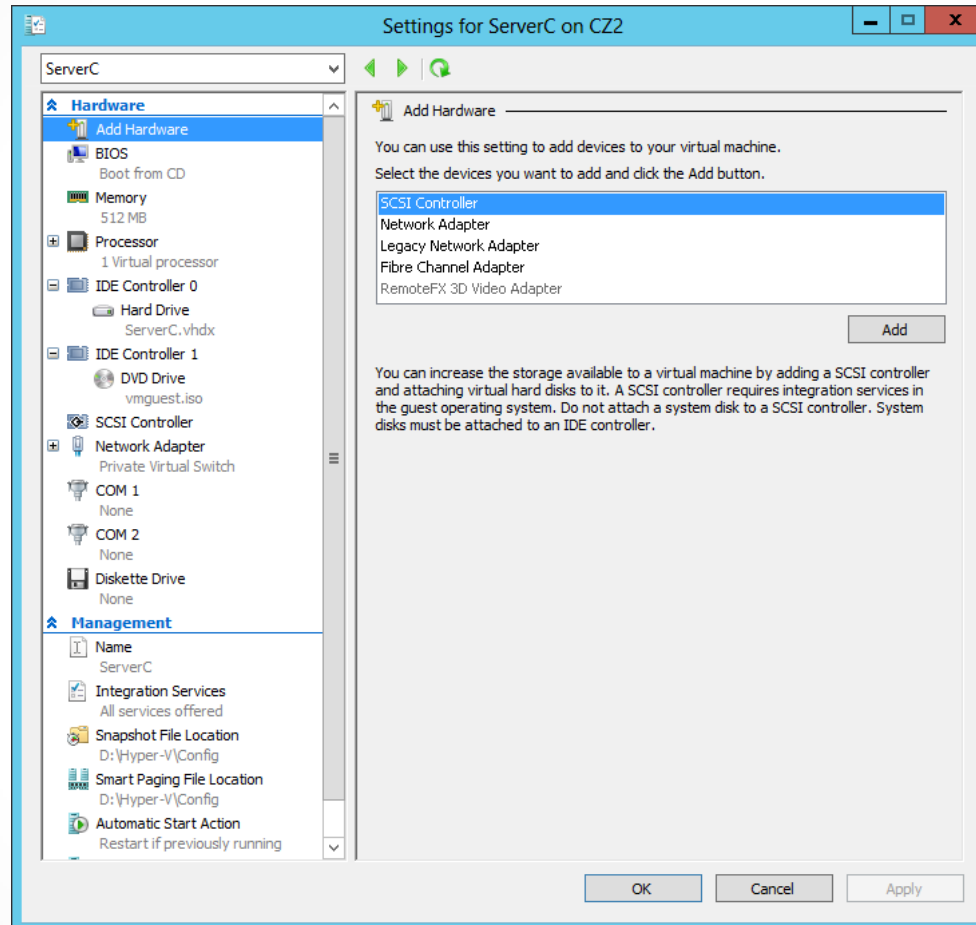 Settings for ServerC on CZ2
ServerC
Hardware
Add Hardware
BIOS
Boot from CD
Memory
512 MB
Processor
1 Virtual processor
IDE Controller 0
Hard Drive
ServerC.vhdx
IDE Controller 1
DVD Drive
vmguest.iso
SCSI Controller
Network Adapter
Private Virtual Switch
COM 1
None
COM 2
None
Diskette Drive
None
Management
Name
ServerC
Integration Services
All services offered
Snapshot File Location
D:\Hyper-V\Config
Smart Paging File Location
D:\Hyper-V\Config
Automatic Start Action
Restart if previously running
Add Hardware
You can use this setting to add devices to your virtual machine.
Select the devices you want to add and click the Add button.
SCSI Controller
Network Adapter
Legacy Network Adapter
Fibre Channel Adapter
RemoteFX 3D Video Adapter
Add
You can increase the storage available to a virtual machine by adding a SCSI controller
and attaching virtual hard disks to it. A SCSI controller requires integration services in
the guest operating system. Do not attach a system disk to a SCSI controller. System
disks must be attached to an IDE controller.
OK
Cancel
Apply